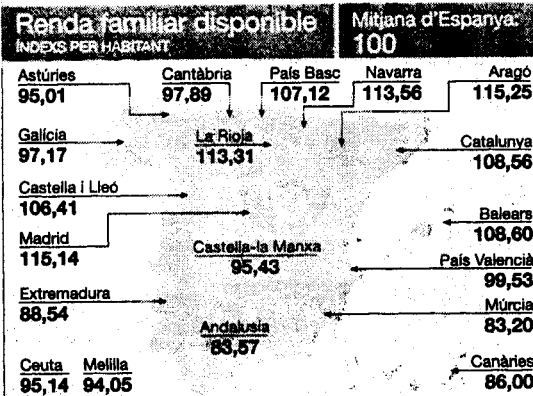 Renda familiar disponible
ÍNDEXS PER HABITANT
Mitjana d'Espanya:
100
Astúries
95,01
Cantàbria
97,89
País Basc
107,12
Navarra
113,56
Aragó
115,25
Galícia
97,17
La Rioja
113,31
Catalunya
108,56
Castella i Lleó
106,41
Balears
108,60
Madrid
115,14
Castella-la Manxa
95,43
País Valencià
99,53
Extremadura
88,54
Múrcia
83,20
Andalusia
83,57
Ceuta
95,14
Melilla
94,05
Canàries
86,00